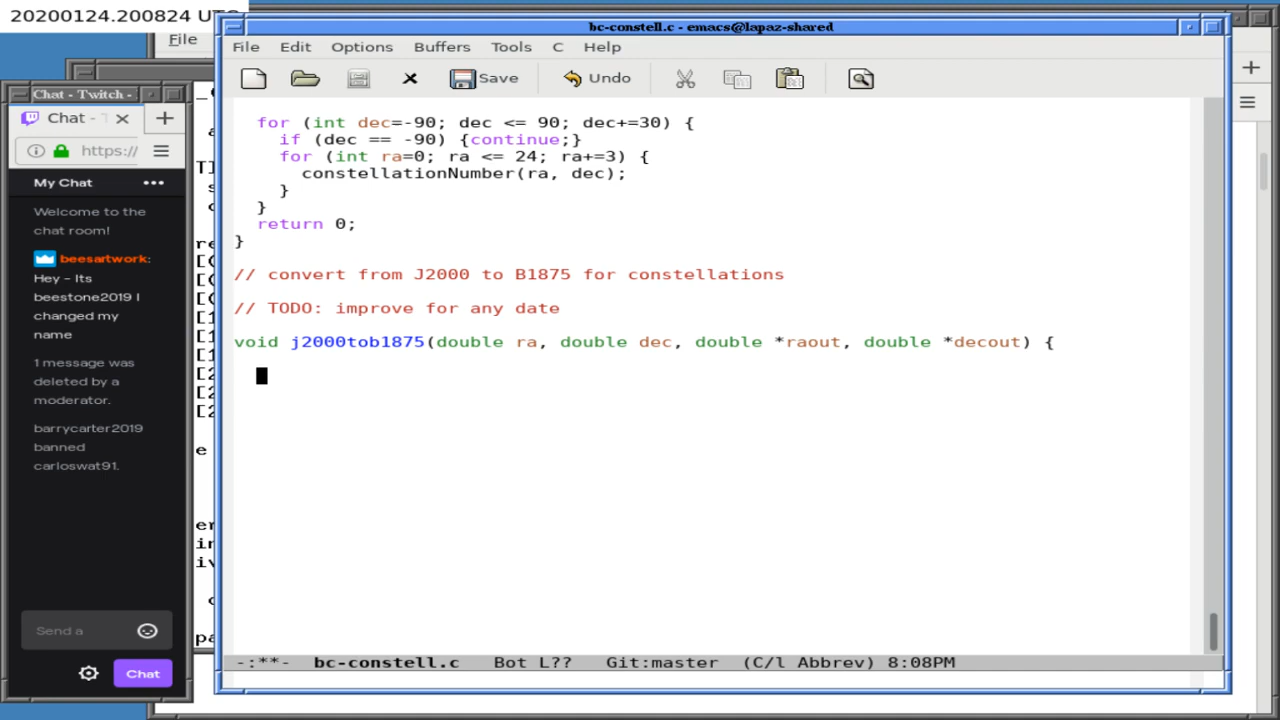 20200124.200824 UTC
bc-constell.c - emacs@lapaz-shared
File
File Edit Options Buffers Tools C Help
Save Undo
Chat - Twitch -
Chat -
https://
My Chat
Welcome to the
chat room!
beesartwork:
Hey - Its
beestone2019 I
changed my
name
1 message was
deleted by a
moderator.
barrycarter2019
banned
carloswat91.
Send a
Chat
for (int dec=-90; dec <= 90; dec+=30) {
if (dec == -90) {continue;}
for (int ra=0; ra <= 24; ra+=3) {
constellationNumber(ra, dec);
}
}
return 0;
}
// convert from J2000 to B1875 for constellations
// TODO: improve for any date
void j2000tob1875(double ra, double dec, double *raout, double *decout) {
-:**- bc-constell.c Bot L?? Git:master (C/l Abbrev) 8:08PM